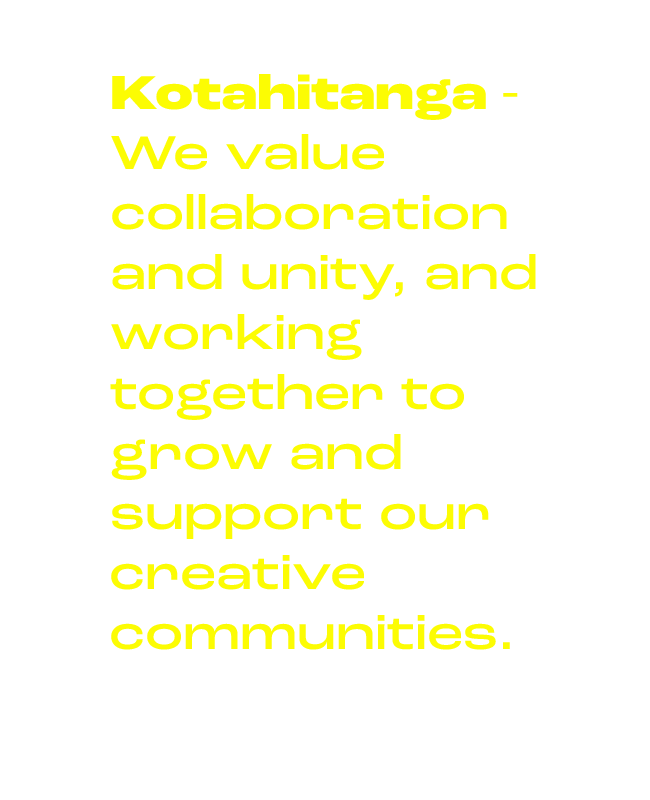 Kotahitanga -
We value
collaboration
and unity, and
working
together to
grow and
support our
creative
communities.